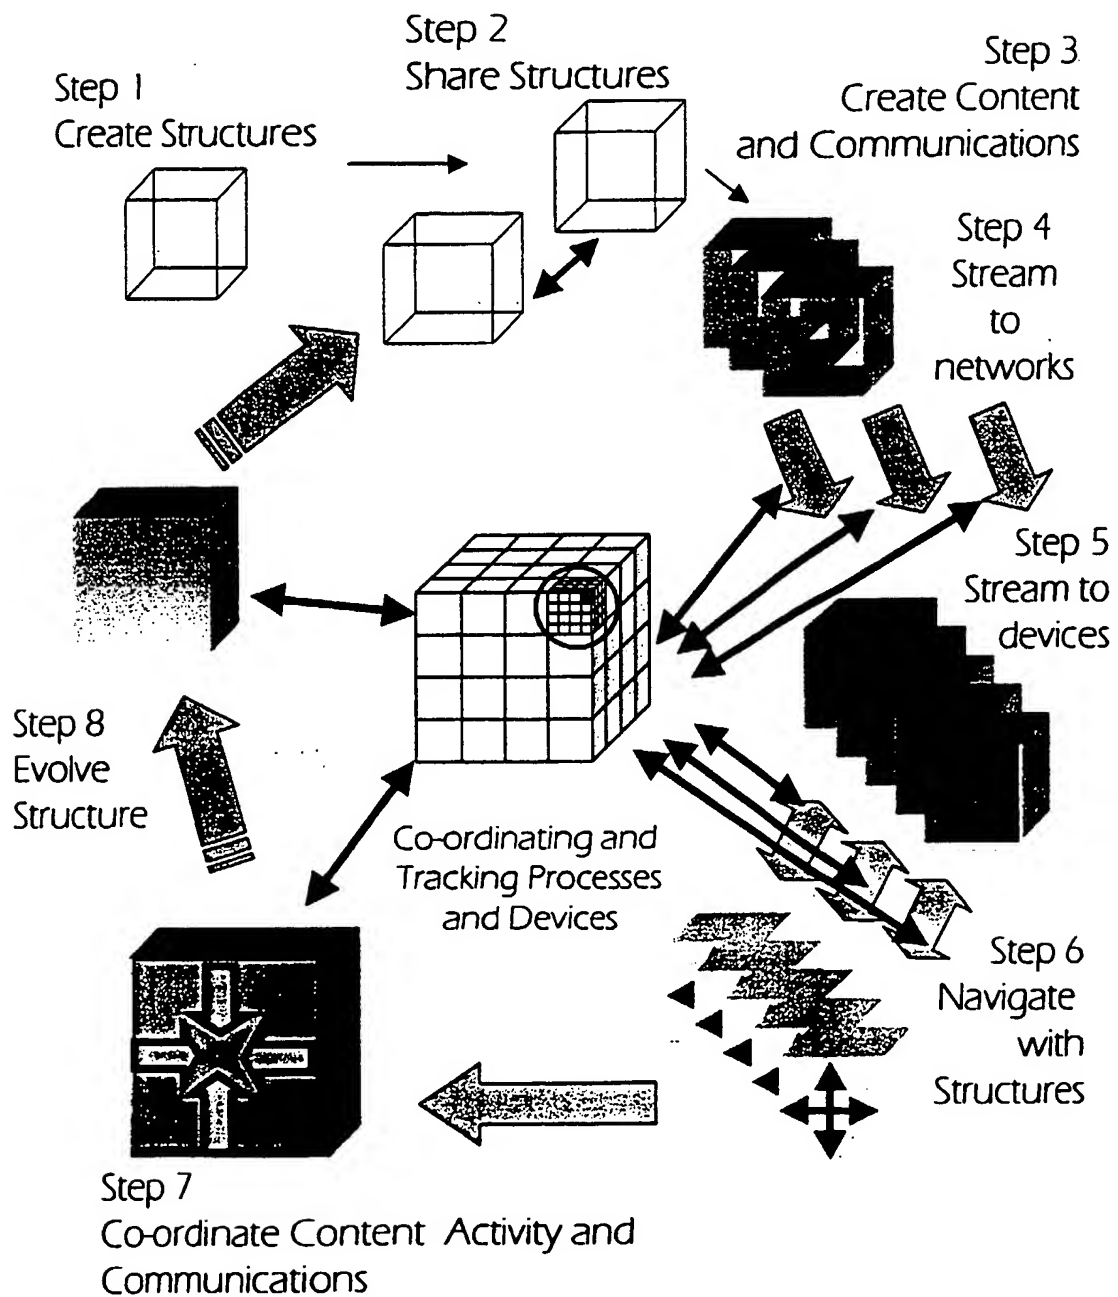 Step 1
Create Structures
Step 2
Share Structures
Step 3
Create Content
and Communications
Step 4
Stream
to
networks
Step 5
Stream to
devices
Co-ordinating and
Tracking Processes
and Devices
Step 6
Navigate
with
Structures
Step 7
Co-ordinate Content Activity and
Communications
Step 8
Evolve
Structure